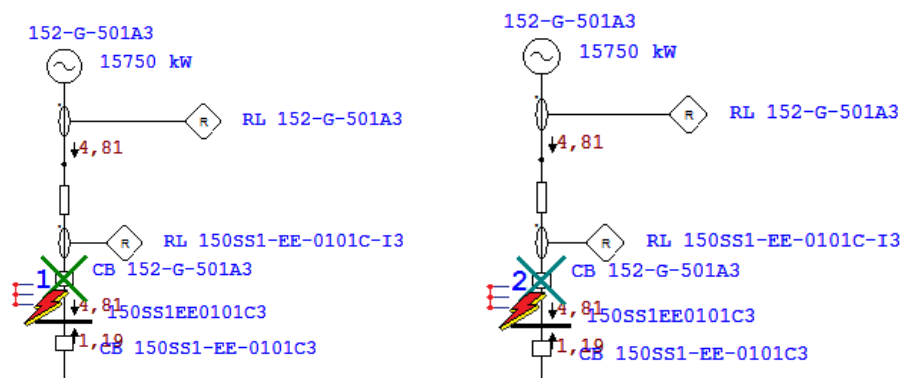 152-G-501A3
15750 kW
R
RL 152-G-501A3
4,81
R
RL 150SS1-EE-0101C-I3
1
CB 152-G-501A3
4,81
150SS1EE0101C3
1,19
CB 150SS1-EE-0101C3
152-G-501A3
15750 kW
R
RL 152-G-501A3
4,81
R
RL 150SS1-EE-0101C-I3
2
CB 152-G-501A3
4,81
150SS1EE0101C3
1,19
CB 150SS1-EE-0101C3